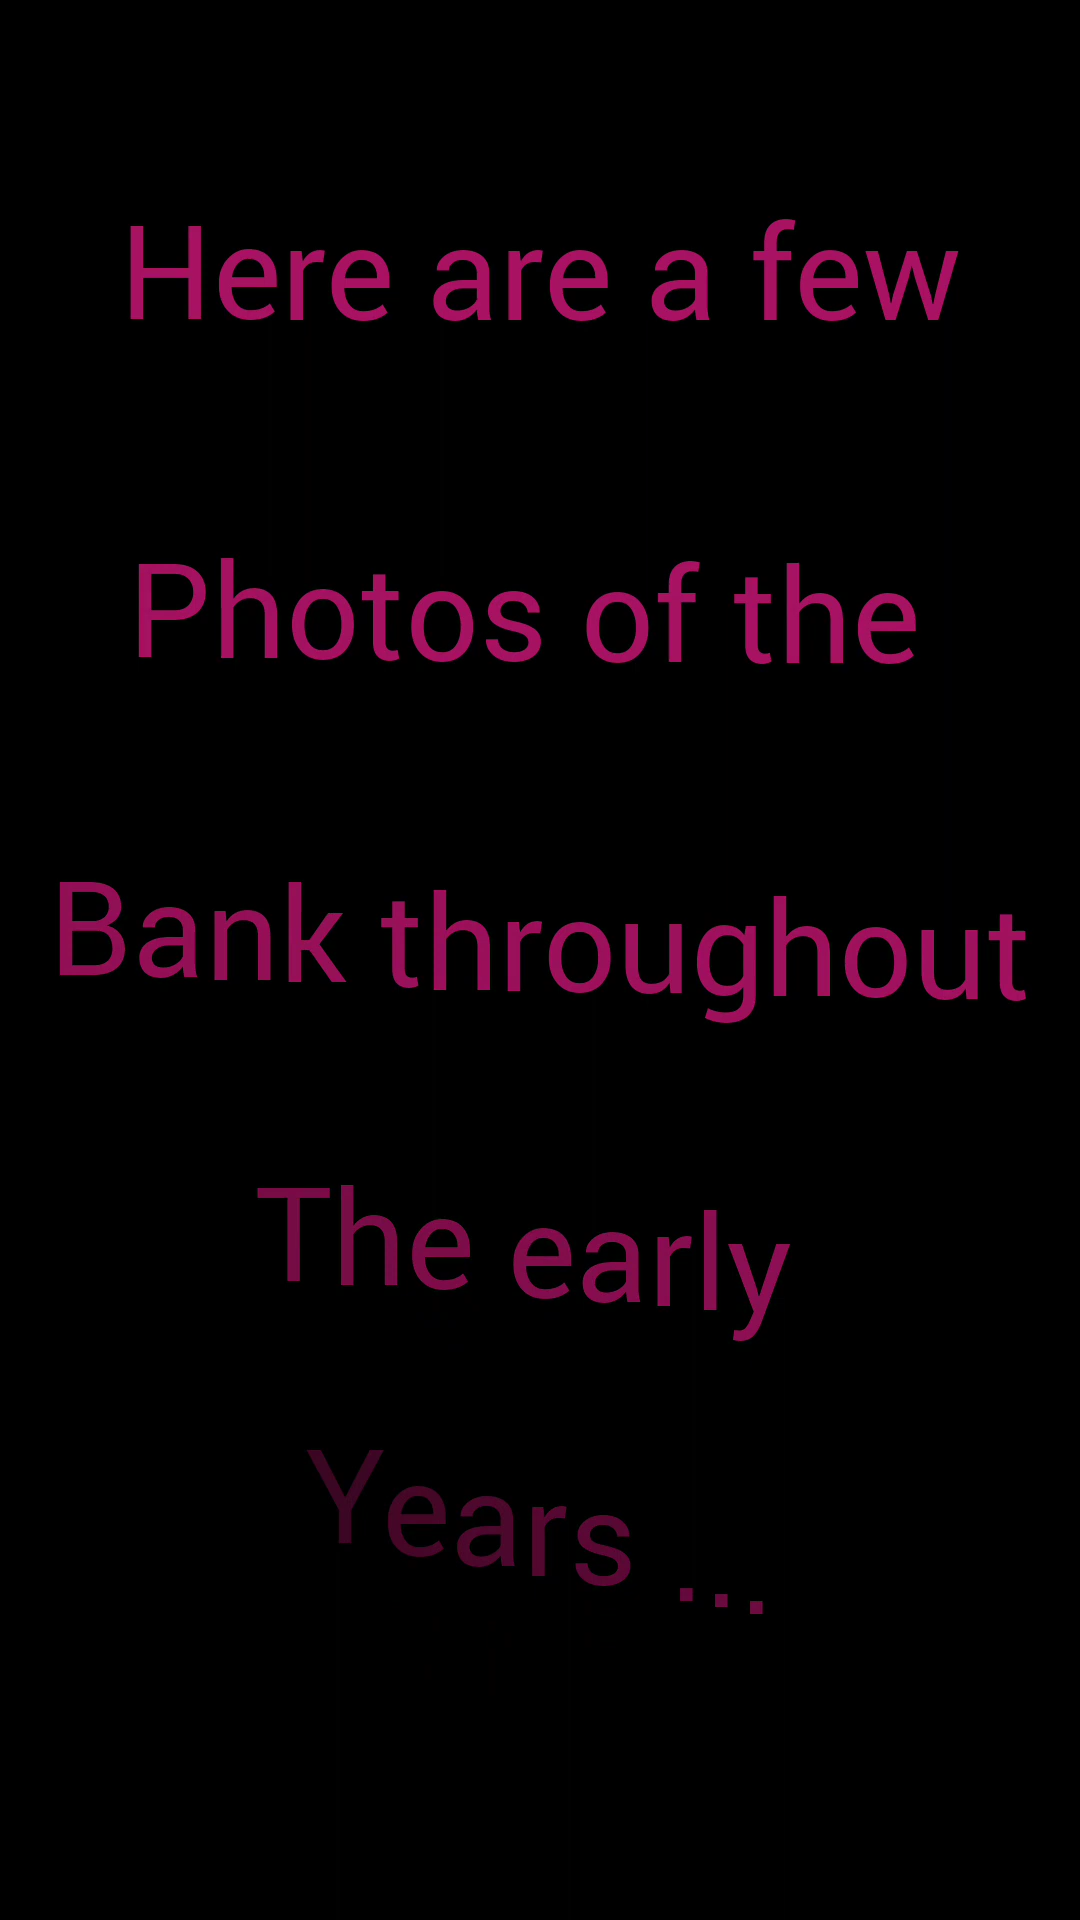 Here are a few
Photos of the
Bank throughout
The early
Years ...